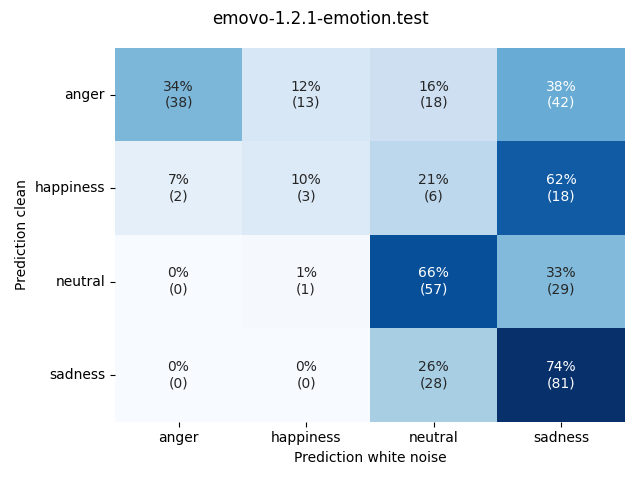 emovo-1.2.1-emotion.test
Prediction clean
anger
34%
(38)
12%
(13)
16%
(18)
38%
(42)
happiness
7%
(2)
10%
(3)
21%
(6)
62%
(18)
neutral
0%
(0)
1%
(1)
66%
(57)
33%
(29)
sadness
0%
(0)
0%
(0)
26%
(28)
74%
(81)
anger
happiness
neutral
sadness
Prediction white noise